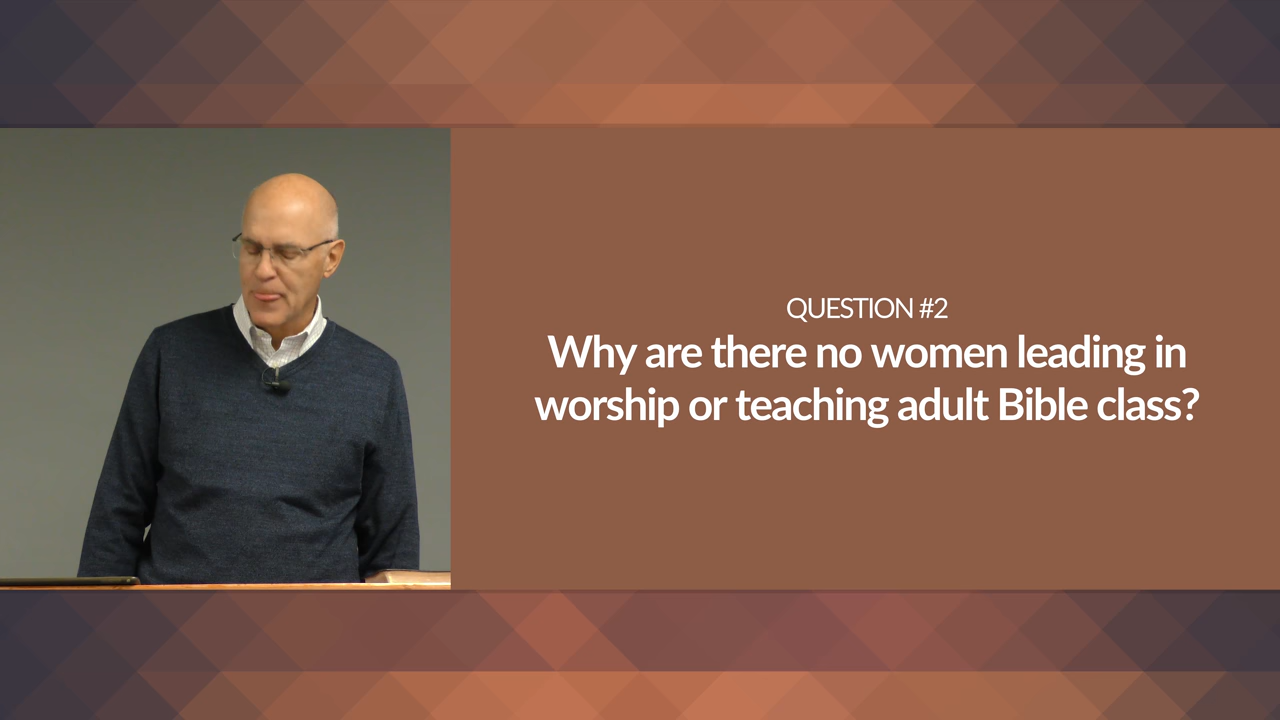 QUESTION #2
Why are there no women leading in
worship or teaching adult Bible class?